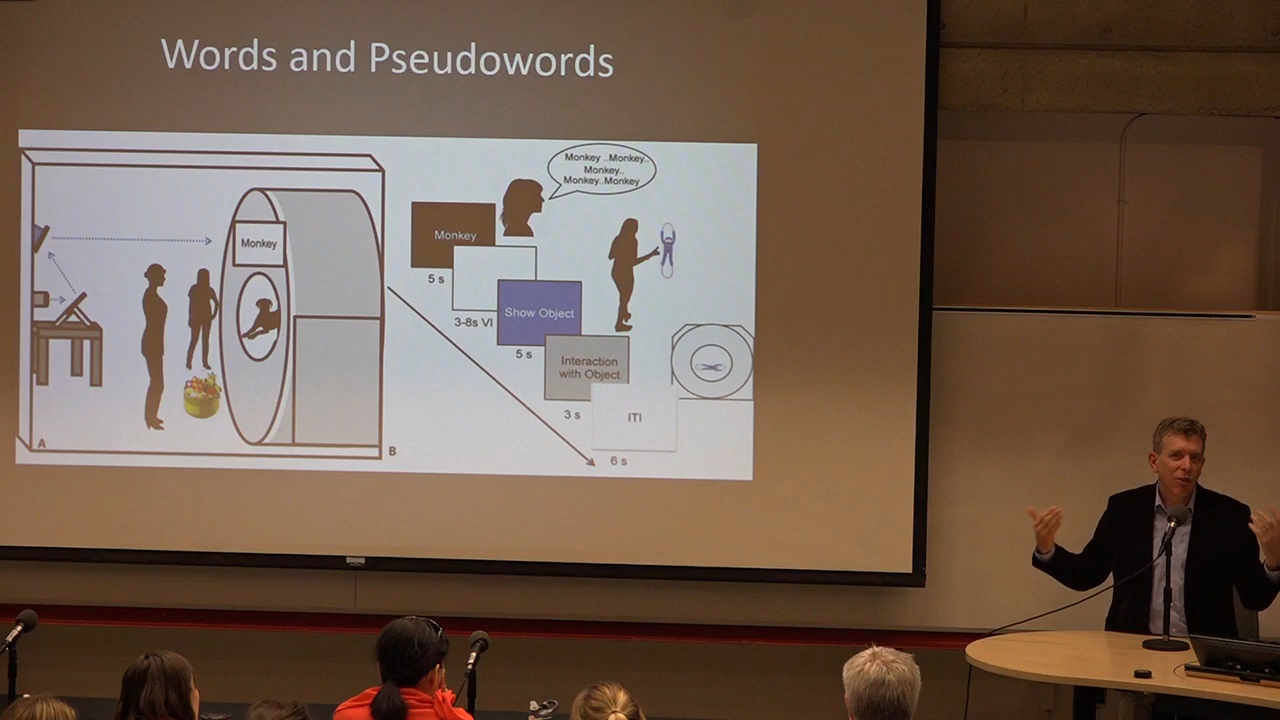 Words and Pseudowords
Monkey
A
B
Monkey ..Monkey..
Monkey..
Monkey..Monkey
Monkey
5 s
3-8s VI
Show Object
5 s
Interaction
with Object
3 s
ITI
6 s